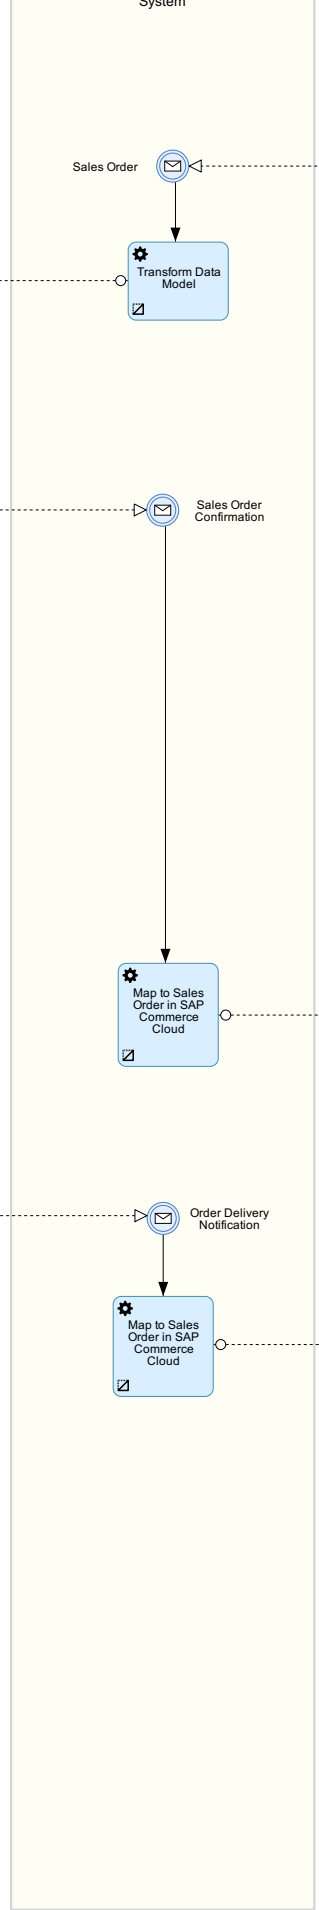 System
Sales Order
Transform Data
Model
Sales Order
Confirmation
Map to Sales
Order in SAP
Commerce
Cloud
Order Delivery
Notification
Map to Sales
Order in SAP
Commerce
Cloud